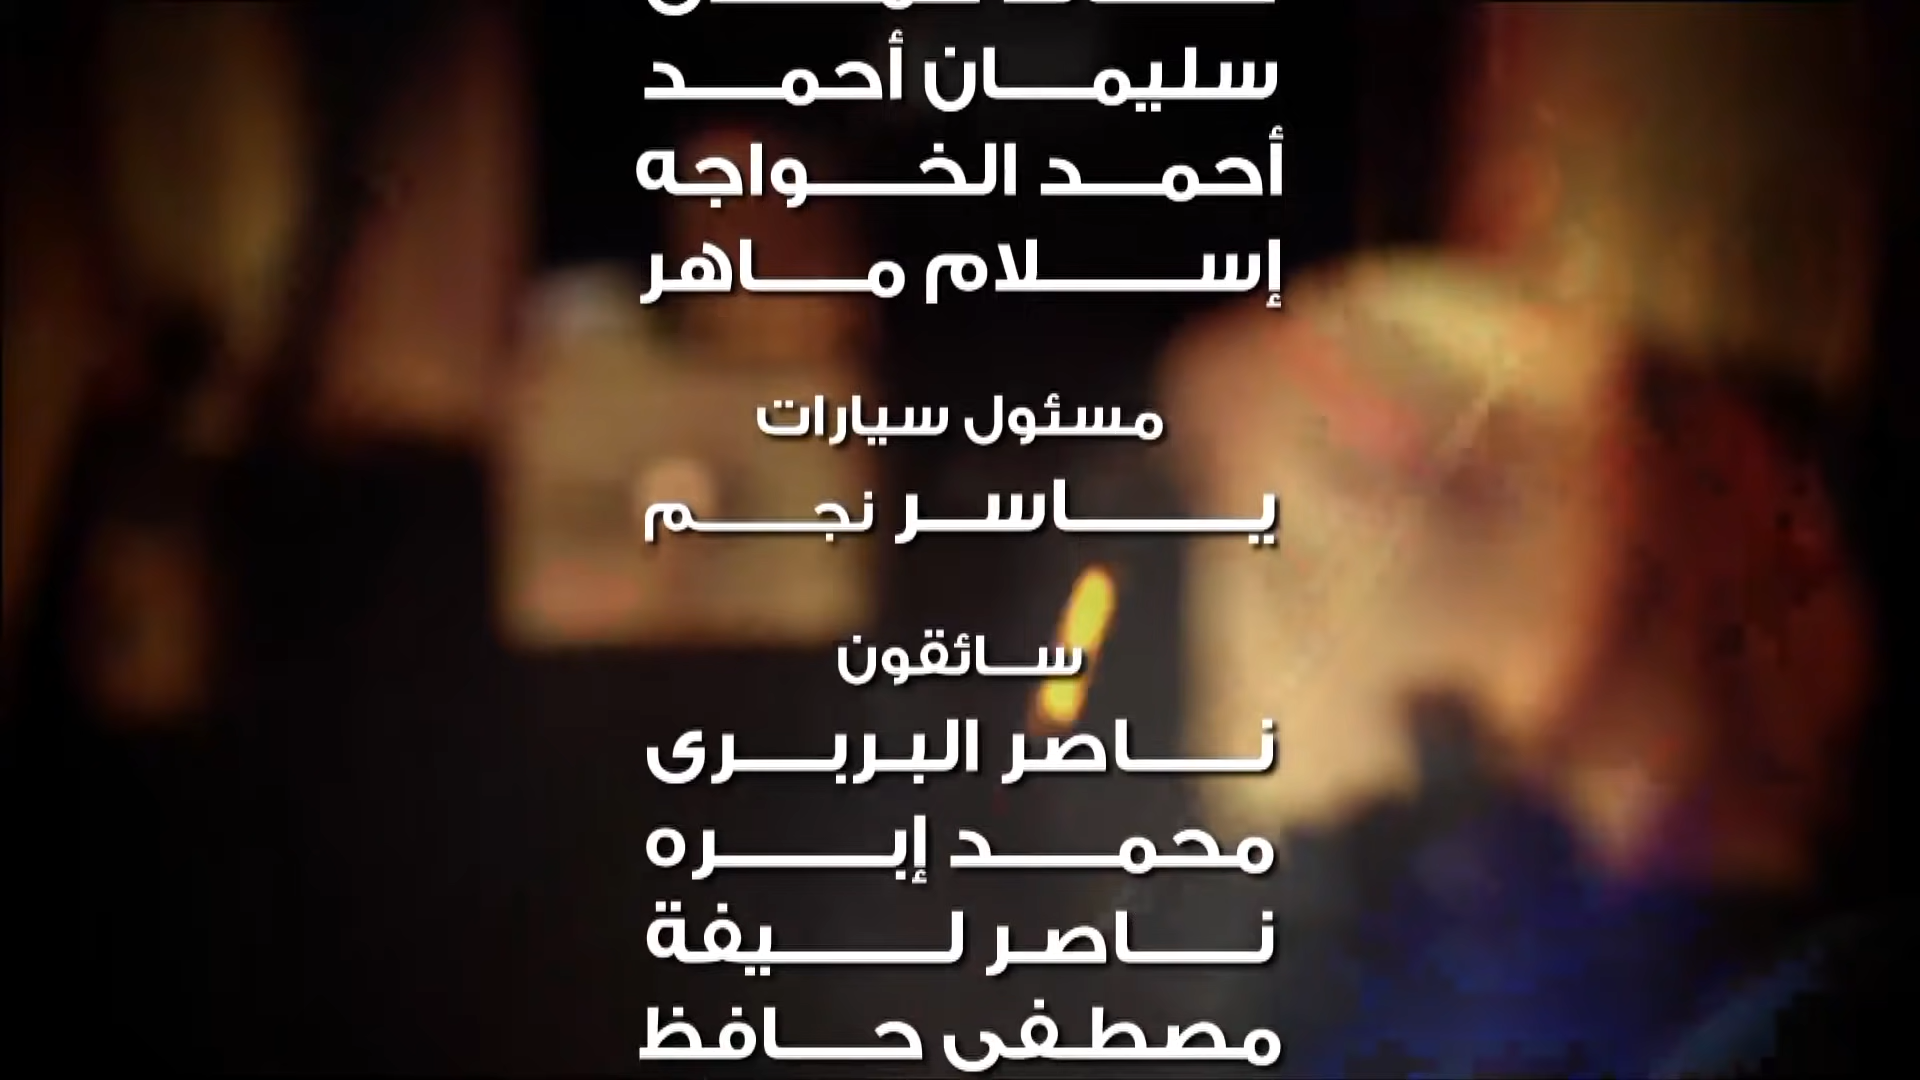 سليمان أحمد
أحمد الخواجه
إسلام ماهر
مسئول سيارات
ياسر نجم
سائقون
ناصر البربرى
محمد إبره
ناصر ليفة
مصطفى حافظ